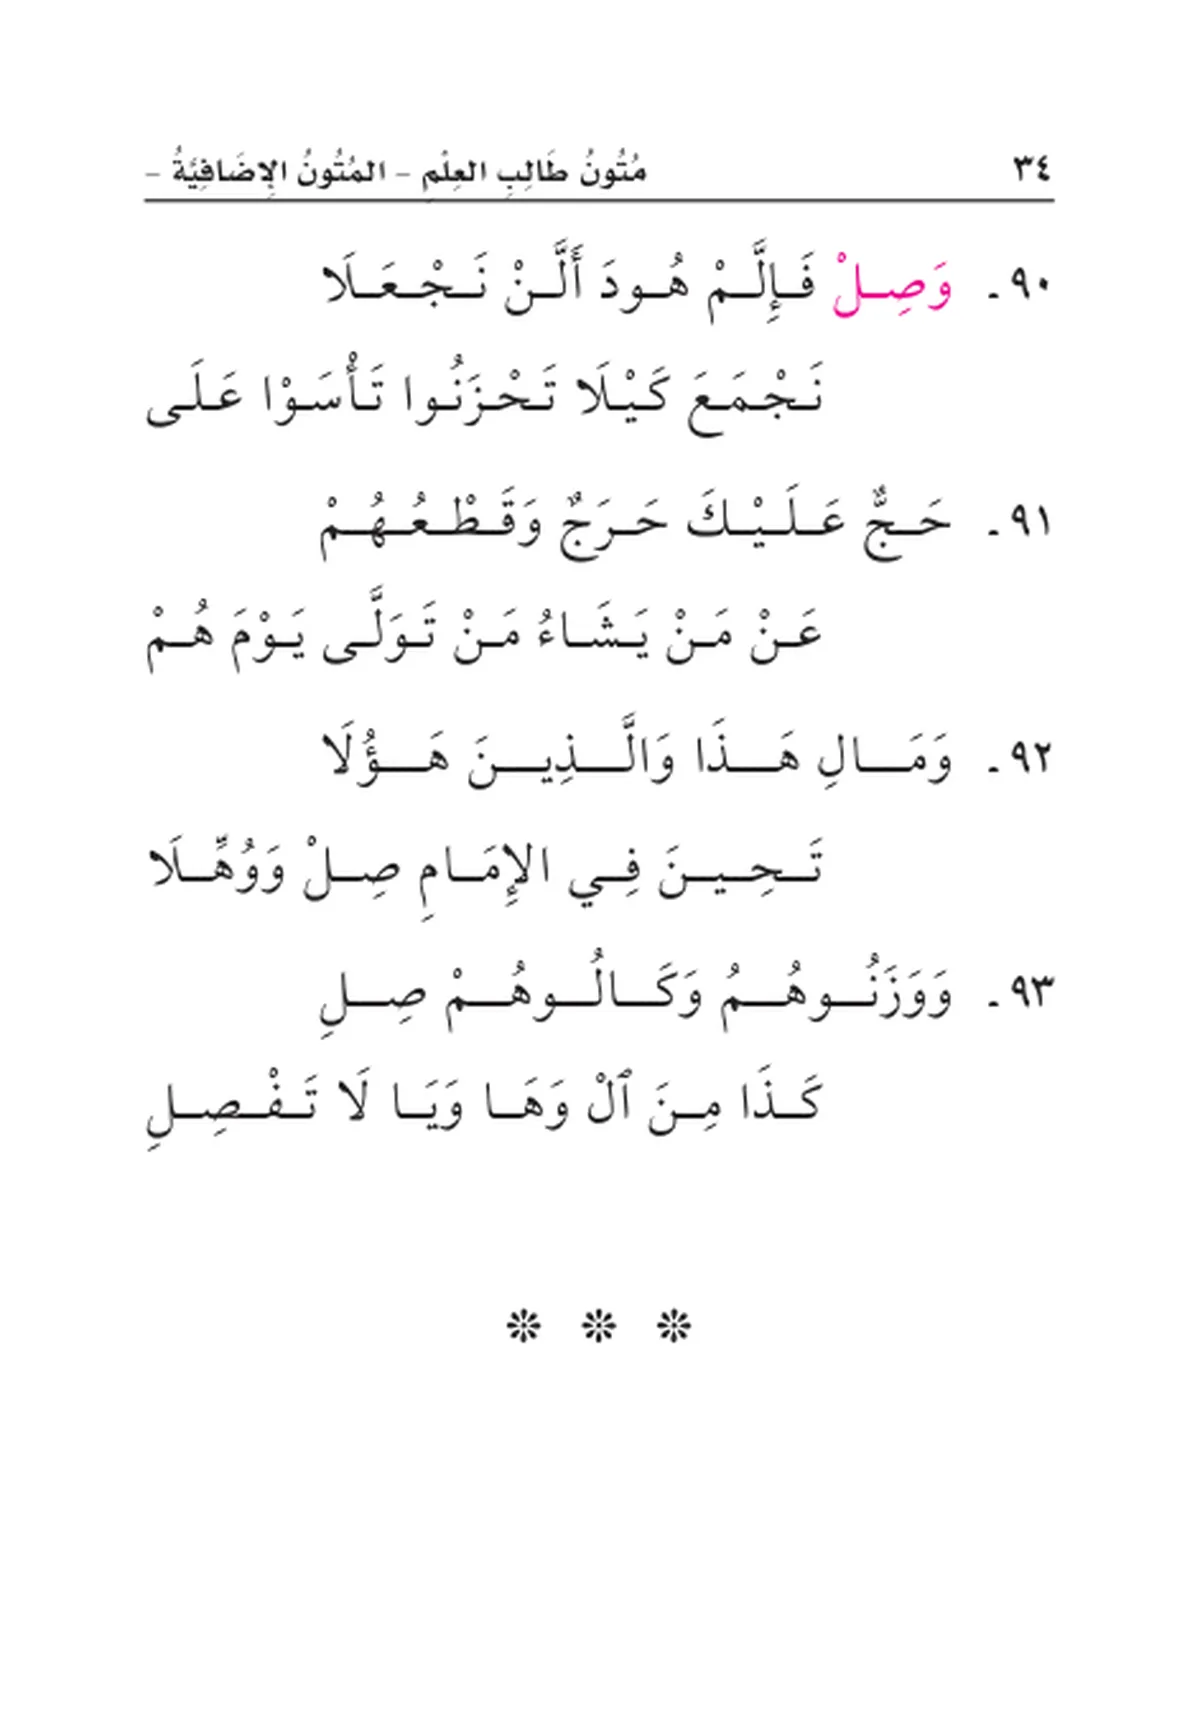 ٣٤ مُتُونُ طَالِبِ العِلْمِ - المُتُونُ الإِضَافِيَّةُ -
٩٠ ـ وَصِلْ فَإِلَّمْ هُودَ أَلَّنْ نَجْعَلَا
نَجْمَعَ كَيْلَا تَحْزَنُوا تَأْسَوْا عَلَى
٩١ ـ حَجٌّ عَلَيْكَ حَرَجٌ وَقَطْعُهُمْ
عَنْ مَنْ يَشَاءُ مَنْ تَوَلَّى يَوْمَ هُمْ
٩٢ ـ وَمَالِ هَذَا وَالَّذِينَ هَؤُلَا
تَحِينَ فِي الإِمَامِ صِلْ وَوُهِّلَا
٩٣ ـ وَوَزَنُوهُمُ وَكَالُوهُمْ صِلِ
كَذَا مِنَ ٱلْ وَهَا وَيَا لَا تَفْصِلِ